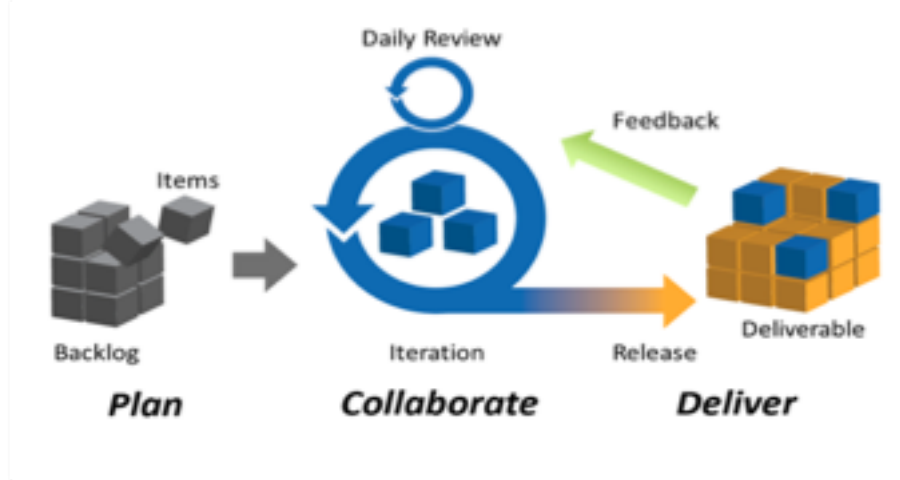 Daily Review
Feedback
Items
Backlog
Iteration
Release
Deliverable
Plan
Collaborate
Deliver